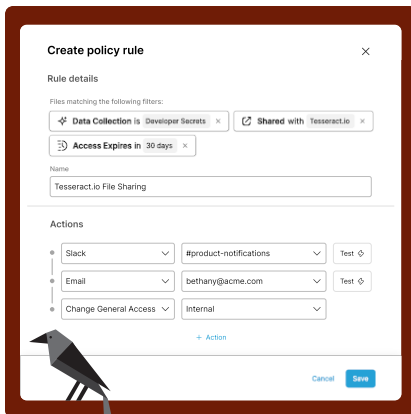 Create policy rule
Rule details
Files matching the following filters:
Data Collection is Developer Secrets × Shared with Tesseract.io ×
Access Expires in 30 days ×
Name
Tesseract.io File Sharing
Actions
Slack #product-notifications Test
Email bethany@acme.com Test
Change General Access Internal
+ Action
Cancel Save